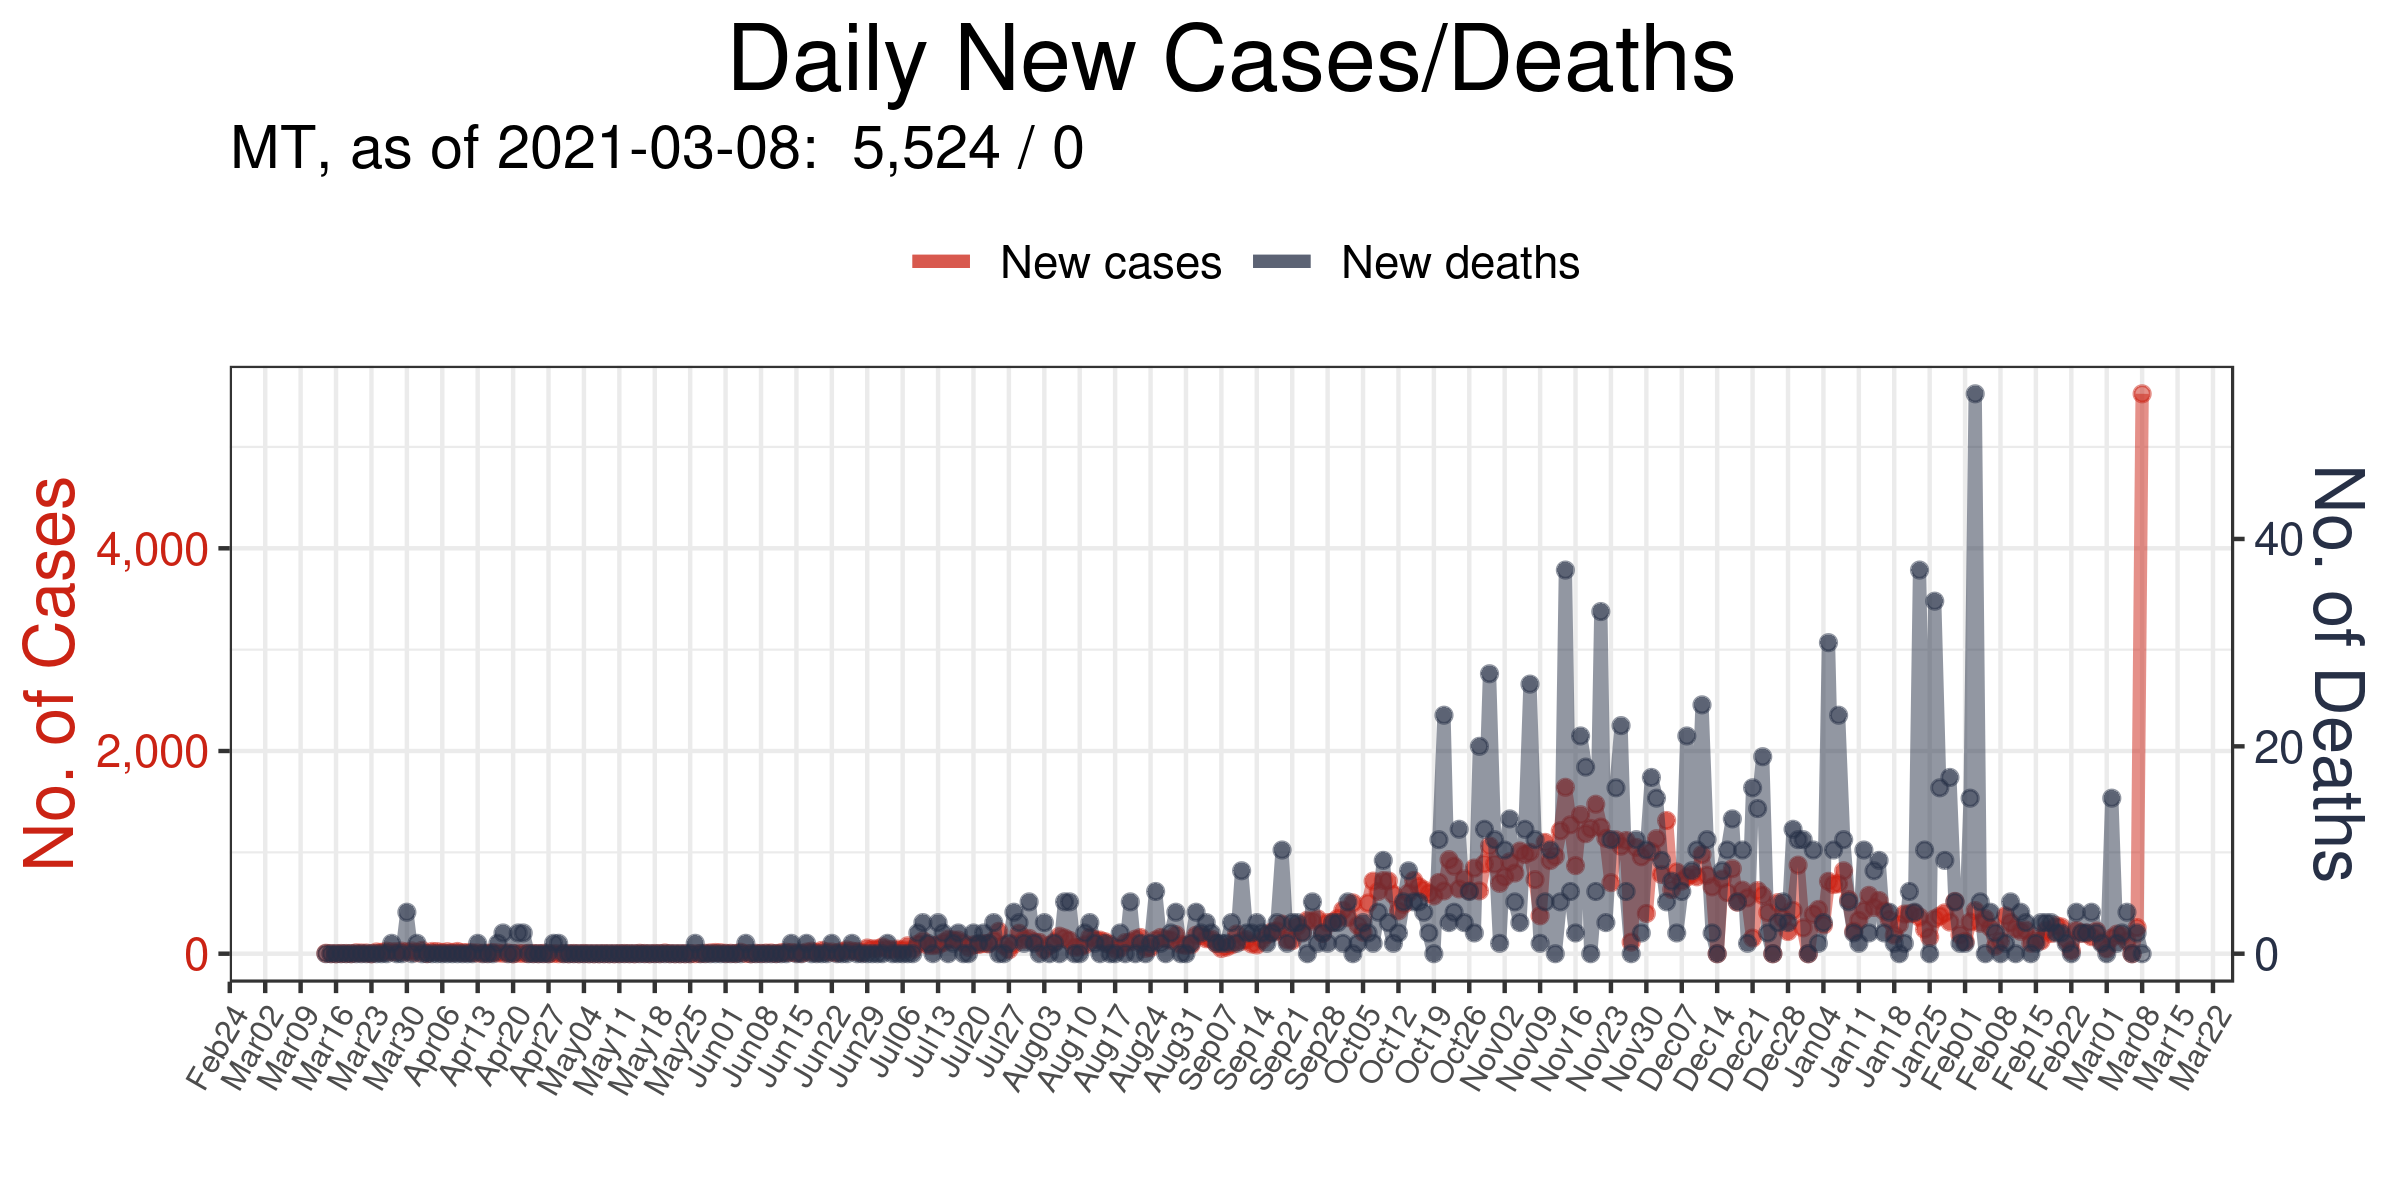 Daily New Cases/Deaths
MT, as of 2021-03-08:  5,524 / 0
New cases
New deaths
No. of Cases
4,000
2,000
0
40
20
0
No. of Deaths
Feb24
Mar02
Mar09
Mar16
Mar23
Mar30
Apr06
Apr13
Apr20
Apr27
May04
May11
May18
May25
Jun01
Jun08
Jun15
Jun22
Jun29
Jul06
Jul13
Jul20
Jul27
Aug03
Aug10
Aug17
Aug24
Aug31
Sep07
Sep14
Sep21
Sep28
Oct05
Oct12
Oct19
Oct26
Nov02
Nov09
Nov16
Nov23
Nov30
Dec07
Dec14
Dec21
Dec28
Jan04
Jan11
Jan18
Jan25
Feb01
Feb08
Feb15
Feb22
Mar01
Mar08
Mar15
Mar22